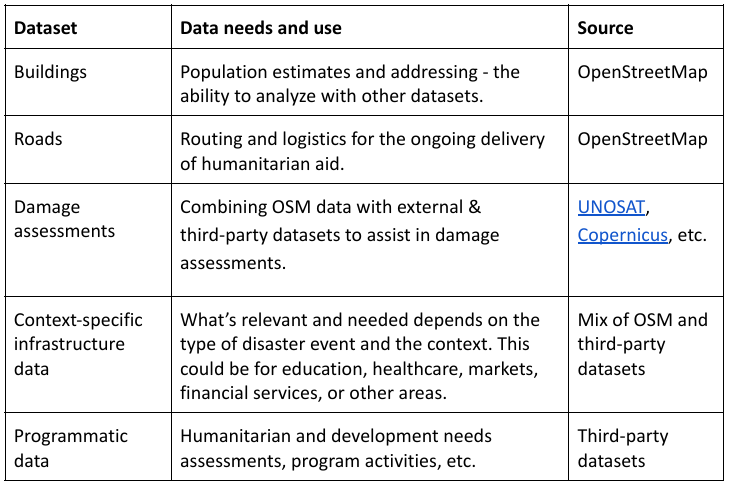 Dataset
Data needs and use
Source
Buildings
Population estimates and addressing - the
ability to analyze with other datasets.
OpenStreetMap
Roads
Routing and logistics for the ongoing delivery
of humanitarian aid.
OpenStreetMap
Damage
assessments
Combining OSM data with external &
third-party datasets to assist in damage
assessments.
UNOSAT,
Copernicus, etc.
Context-specific
infrastructure
data
What’s relevant and needed depends on the
type of disaster event and the context. This
could be for education, healthcare, markets,
financial services, or other areas.
Mix of OSM and
third-party
datasets
Programmatic
data
Humanitarian and development needs
assessments, program activities, etc.
Third-party
datasets